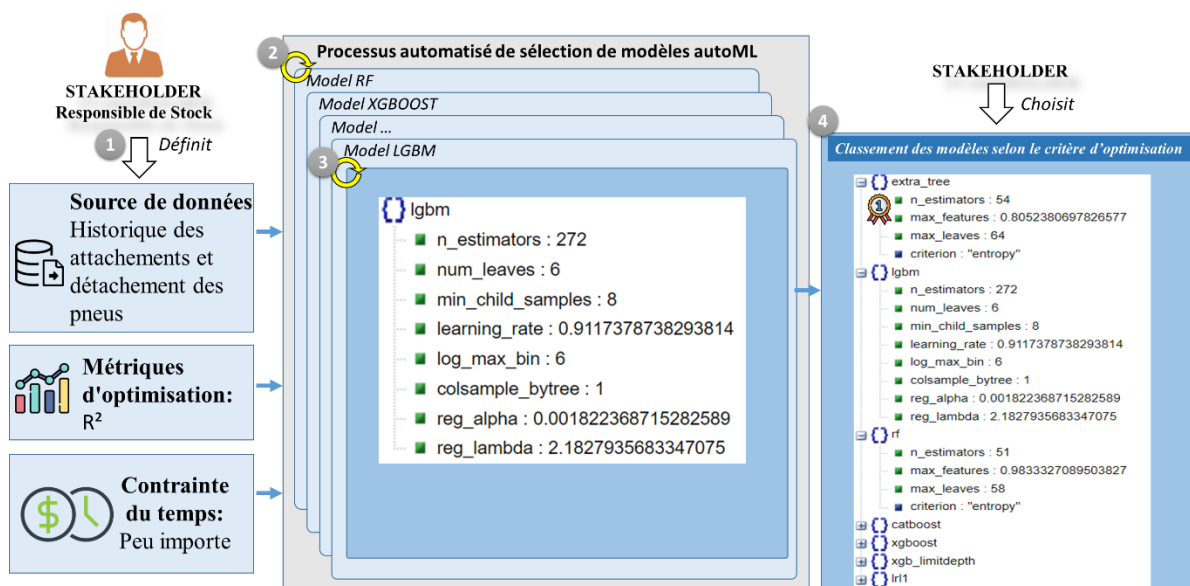 STAKEHOLDER
Responsible de Stock
1
Définit
Source de données
Historique des
attachements et
détachement des
pneus
Métriques
d'optimisation:
R²
$
Contrainte
du temps:
Peu importe
2
Processus automatisé de sélection de modèles autoML
Model RF
Model XGBOOST
Model ...
Model LGBM
3
{} lgbm
n_estimators : 272
num_leaves : 6
min_child_samples : 8
learning_rate : 0.9117378738293814
log_max_bin : 6
colsample_bytree : 1
reg_alpha : 0.001822368715282589
reg_lambda : 2.1827935683347075
STAKEHOLDER
Choisit
4
Classement des modèles selon le critère d'optimisation
{} extra_tree
1
n_estimators : 54
max_features : 0.8052380697826577
max_leaves : 64
criterion : "entropy"
{} lgbm
n_estimators : 272
num_leaves : 6
min_child_samples : 8
learning_rate : 0.9117378738293814
log_max_bin : 6
colsample_bytree : 1
reg_alpha : 0.001822368715282589
reg_lambda : 2.1827935683347075
{} rf
n_estimators : 51
max_features : 0.9833327089503827
max_leaves : 58
criterion : "entropy"
{} catboost
{} xgboost
{} xgb_limitdepth
{} lrl1